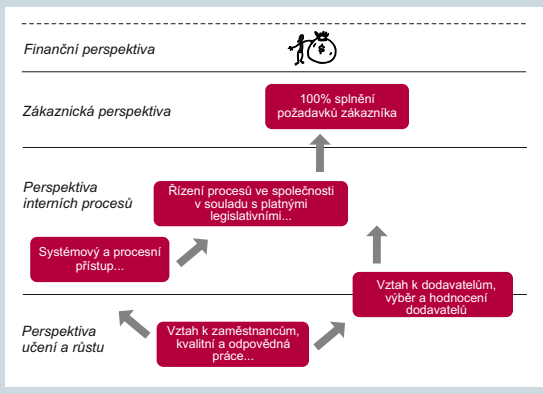 Finanční perspektiva
$
Zákaznická perspektiva
100% splnění
požadavků zákazníka
Perspektiva
interních procesů
Řízení procesů ve společnosti
v souladu s platnými
legislativními...
Systémový a procesní
přístup...
Vztah k dodavatelům,
výběr a hodnocení
dodavatelů
Perspektiva
učení a růstu
Vztah k zaměstnancům,
kvalitní a odpovědná
práce...